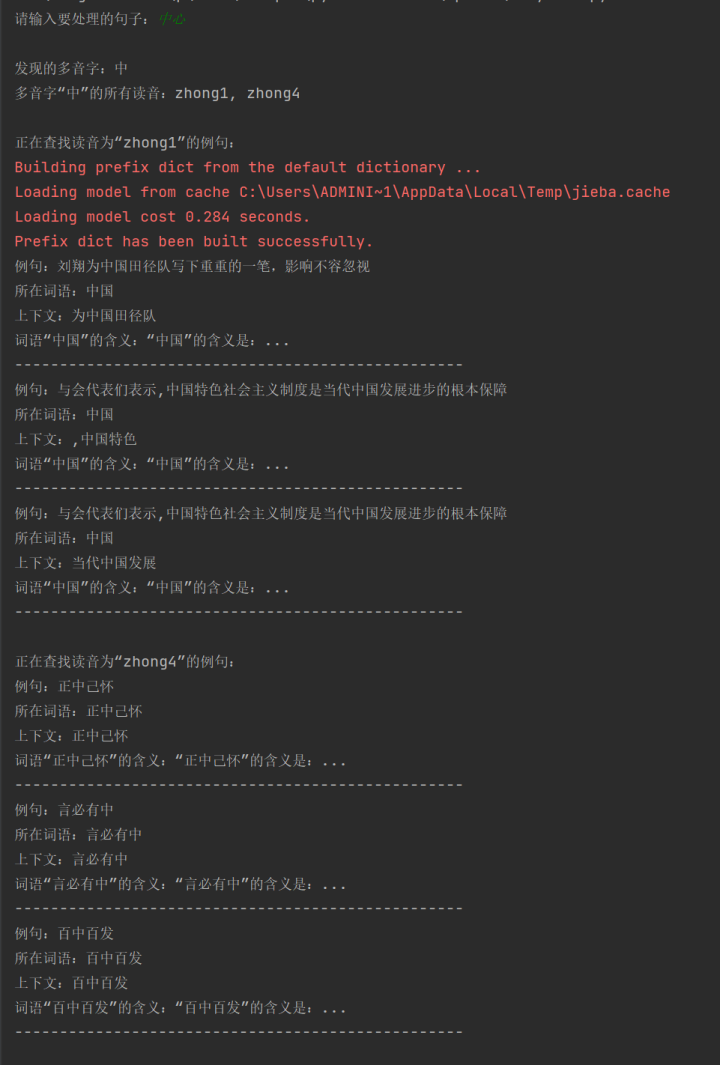 请输入要处理的句子：中心
发现的多音字：中
多音字“中”的所有读音：zhong1, zhong4
正在查找读音为“zhong1”的例句：
Building prefix dict from the default dictionary ...
Loading model from cache C:\Users\ADMINI~1\AppData\Local\Temp\jieba.cache
Loading model cost 0.284 seconds.
Prefix dict has been built successfully.
例句：刘翔为中国田径队写下重重的一笔，影响不容忽视
所在词语：中国
上下文：为中国田径队
词语“中国”的含义：“中国”的含义是：...
--------------------------------------------------
例句：与会代表们表示,中国特色社会主义制度是当代中国发展进步的根本保障
所在词语：中国
上下文：,中国特色
词语“中国”的含义：“中国”的含义是：...
--------------------------------------------------
例句：与会代表们表示,中国特色社会主义制度是当代中国发展进步的根本保障
所在词语：中国
上下文：当代中国发展
词语“中国”的含义：“中国”的含义是：...
--------------------------------------------------
正在查找读音为“zhong4”的例句：
例句：正中己怀
所在词语：正中己怀
上下文：正中己怀
词语“正中己怀”的含义：“正中己怀”的含义是：...
--------------------------------------------------
例句：言必有中
所在词语：言必有中
上下文：言必有中
词语“言必有中”的含义：“言必有中”的含义是：...
--------------------------------------------------
例句：百中百发
所在词语：百中百发
上下文：百中百发
词语“百中百发”的含义：“百中百发”的含义是：...
--------------------------------------------------